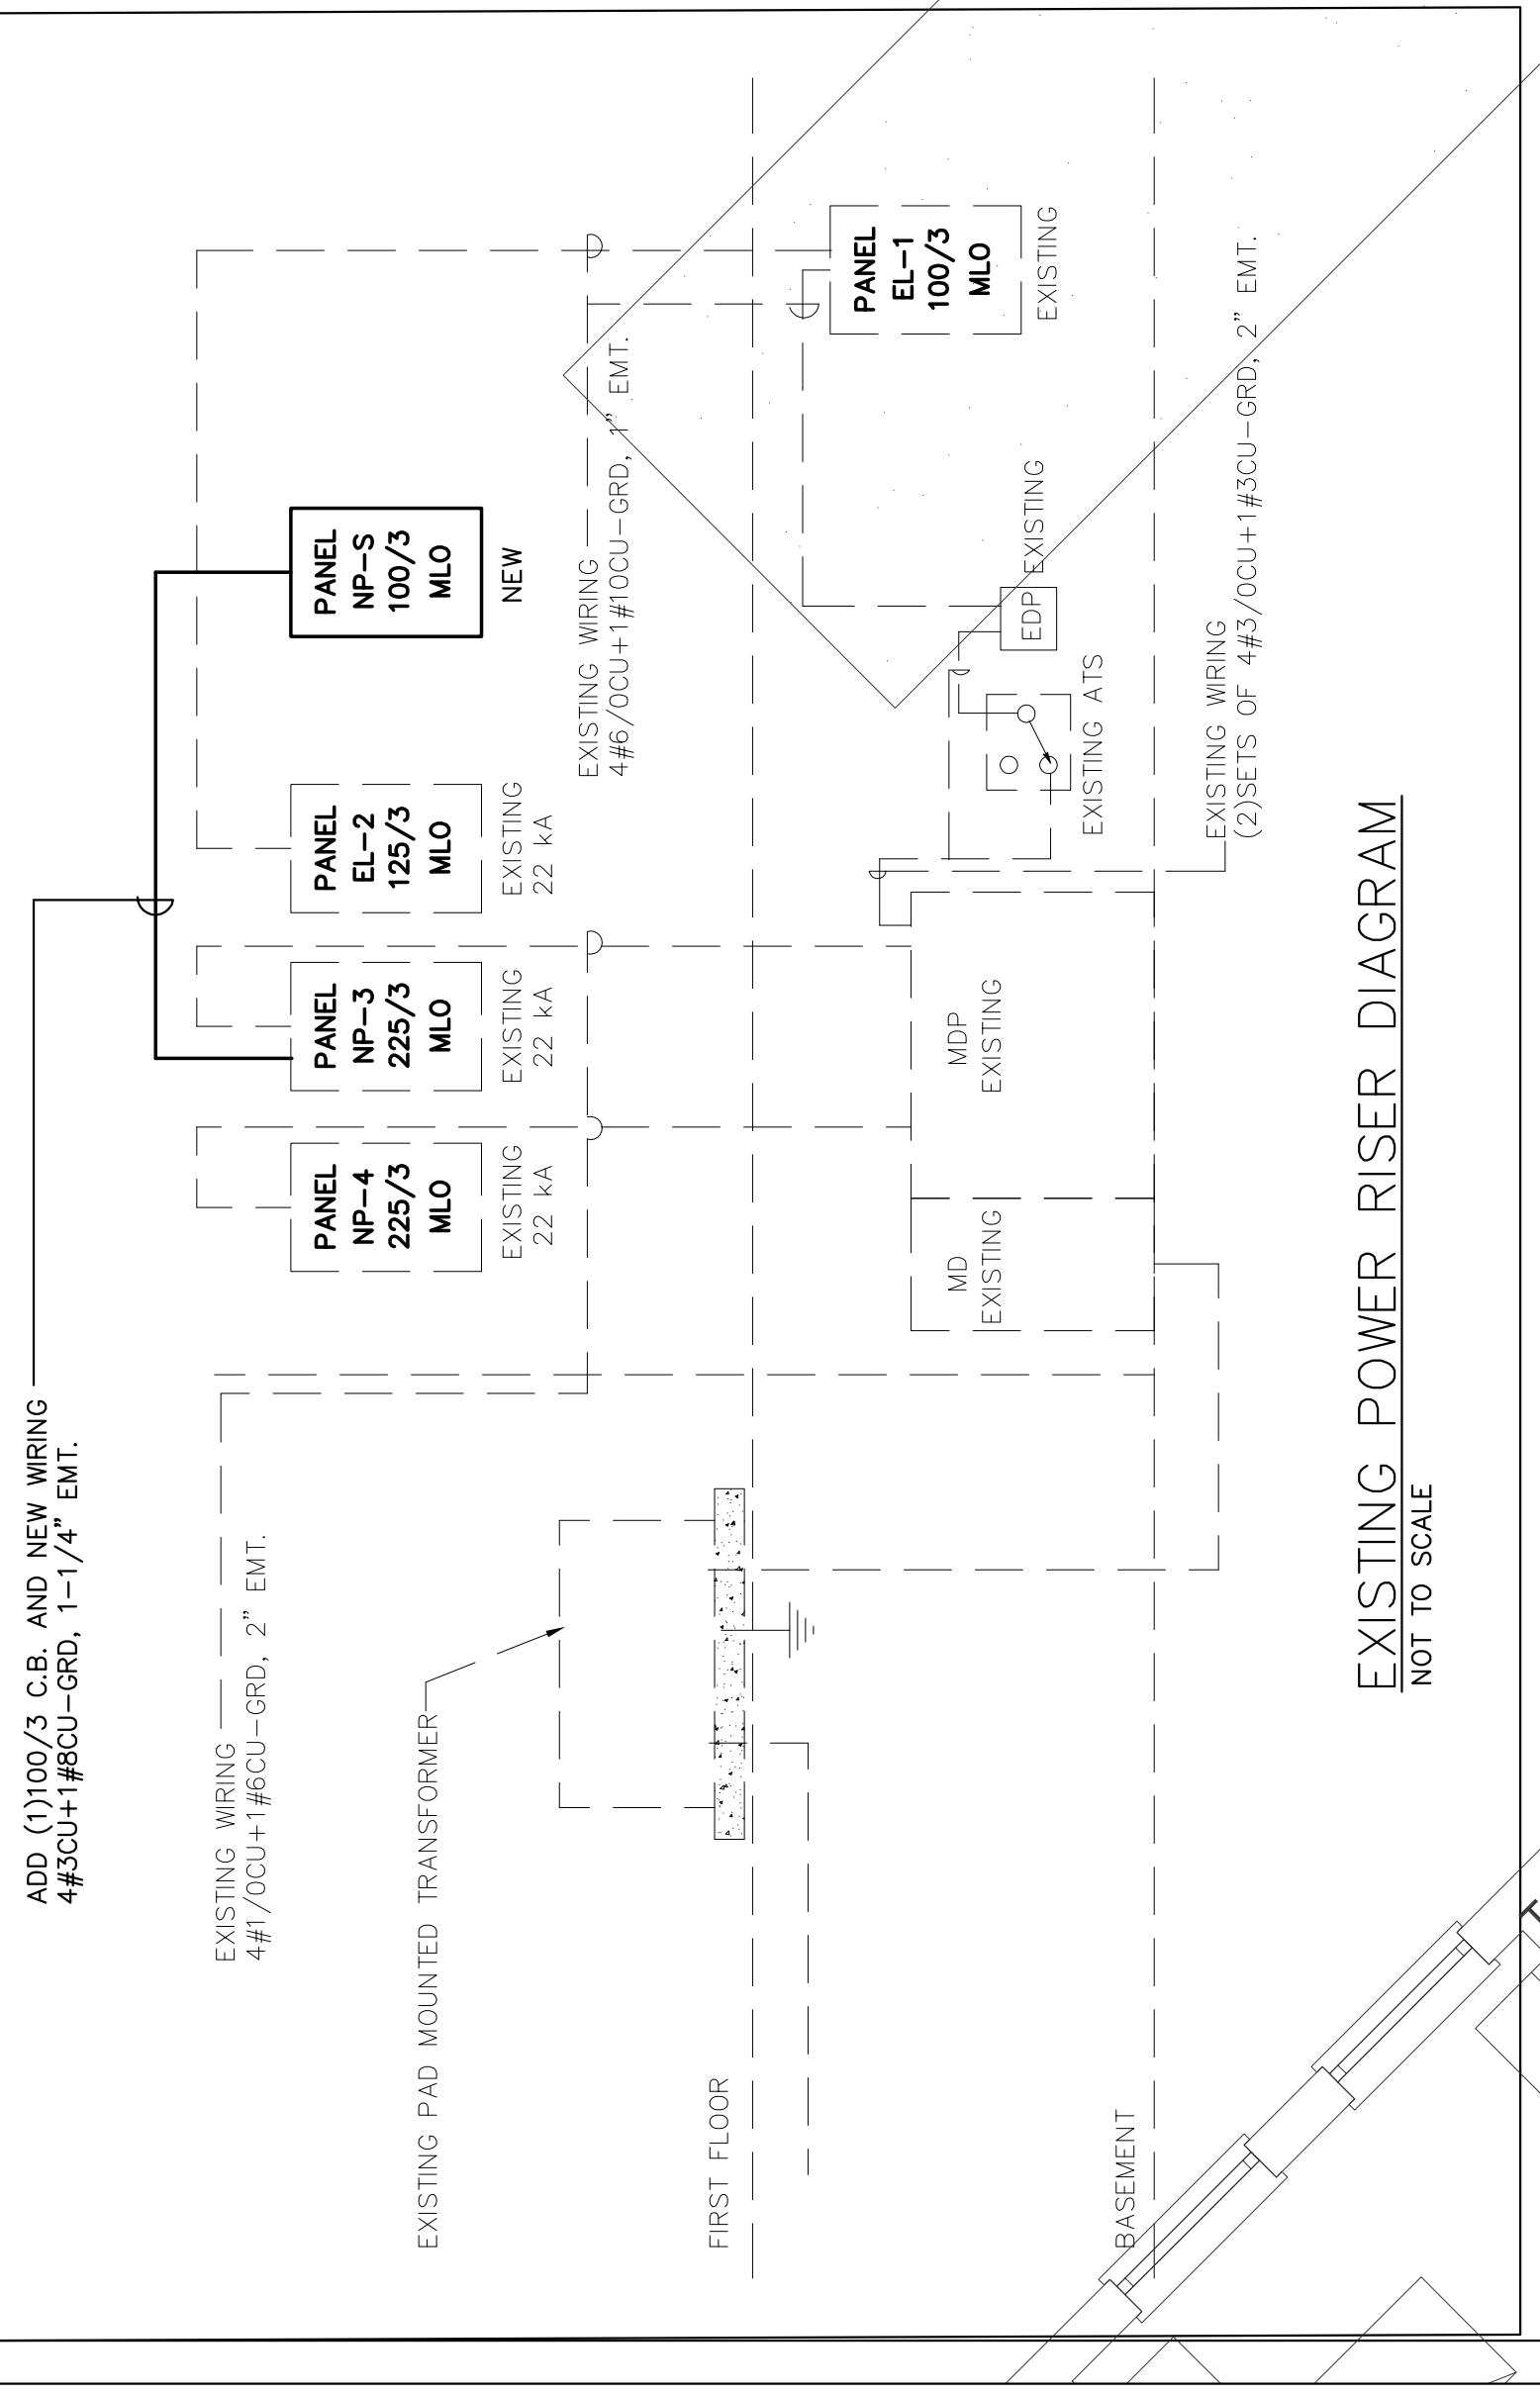 ADD (1)100/3 C.B. AND NEW WIRING
4#3CU+1#8CU-GRD, 1-1/4" EMT.
EXISTING WIRING
4#1/0CU+1#6CU-GRD, 2" EMT.
EXISTING PAD MOUNTED TRANSFORMER
PANEL
NP-4
225/3
MLO
EXISTING
22 kA
PANEL
NP-3
225/3
MLO
EXISTING
22 kA
PANEL
EL-2
125/3
MLO
EXISTING
22 kA
PANEL
NP-S
100/3
MLO
NEW
EXISTING WIRING
4#6/0CU+1#10CU-GRD, 1" EMT.
FIRST FLOOR
PANEL
EL-1
100/3
MLO
EXISTING
MD
EXISTING
MDP
EXISTING
EXISTING ATS
EDP
EXISTING
BASEMENT
EXISTING WIRING
(2)SETS OF 4#3/0CU+1#3CU-GRD, 2" EMT.
EXISTING POWER RISER DIAGRAM
NOT TO SCALE